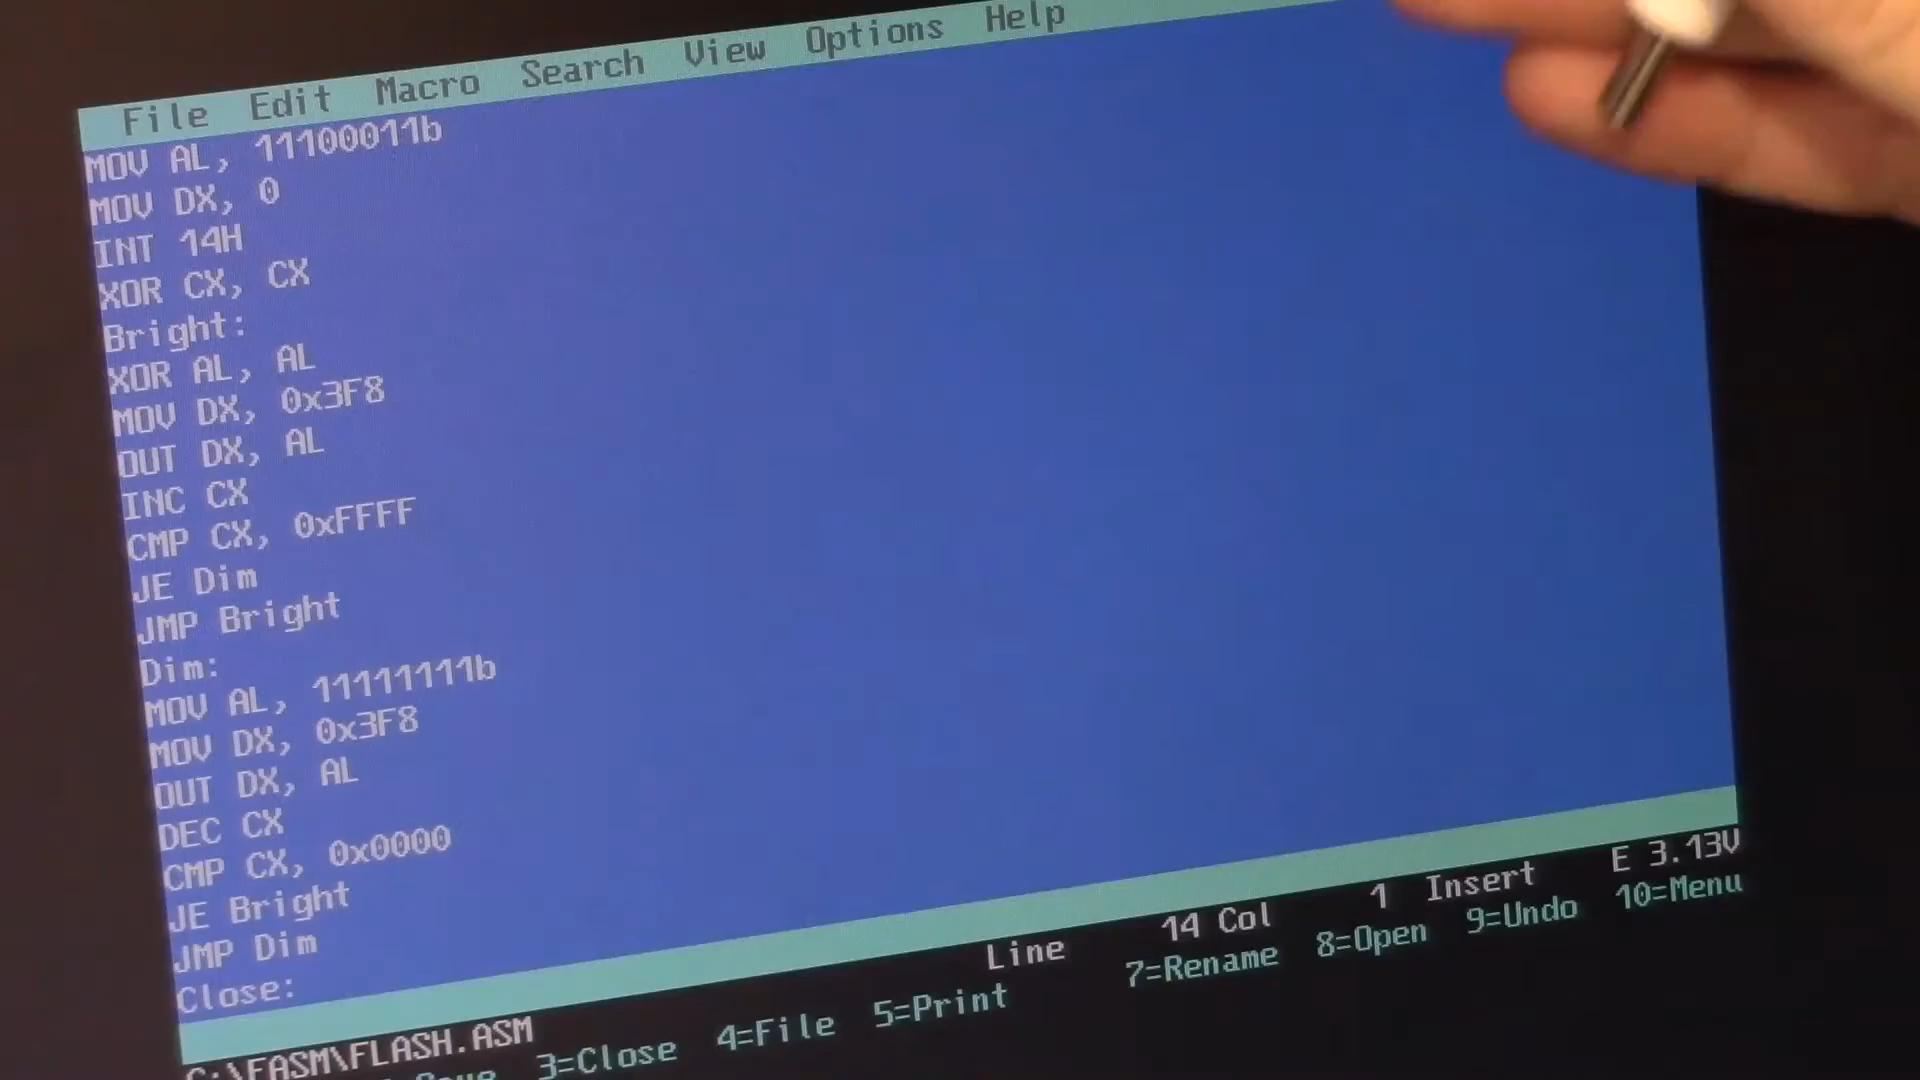 File Edit Macro Search View Options Help
MOV AL, 11100011b
MOV DX, 0
INT 14H
XOR CX, CX
Bright:
XOR AL, AL
MOV DX, 0x3F8
OUT DX, AL
INC CX
CMP CX, 0xFFFF
JE Dim
JMP Bright
Dim:
MOV AL, 11111111b
MOV DX, 0x3F8
OUT DX, AL
DEC CX
CMP CX, 0x0000
JE Bright
JMP Dim
Close:
C:\FASM\FLASH.ASM Line 14 Col 1 Insert E 3.13V
Save 3=Close 4=File 5=Print 7=Rename 8=Open 9=Undo 10=Menu